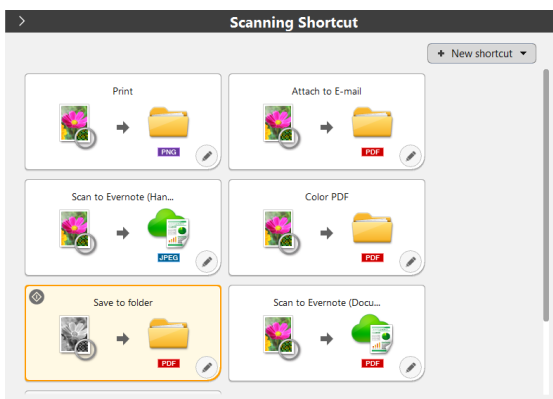 Scanning Shortcut
+ New shortcut
Print
Attach to E-mail
PNG
PDF
Scan to Evernote (Han...
Color PDF
JPEG
PDF
Save to folder
Scan to Evernote (Docu...
PDF
PDF